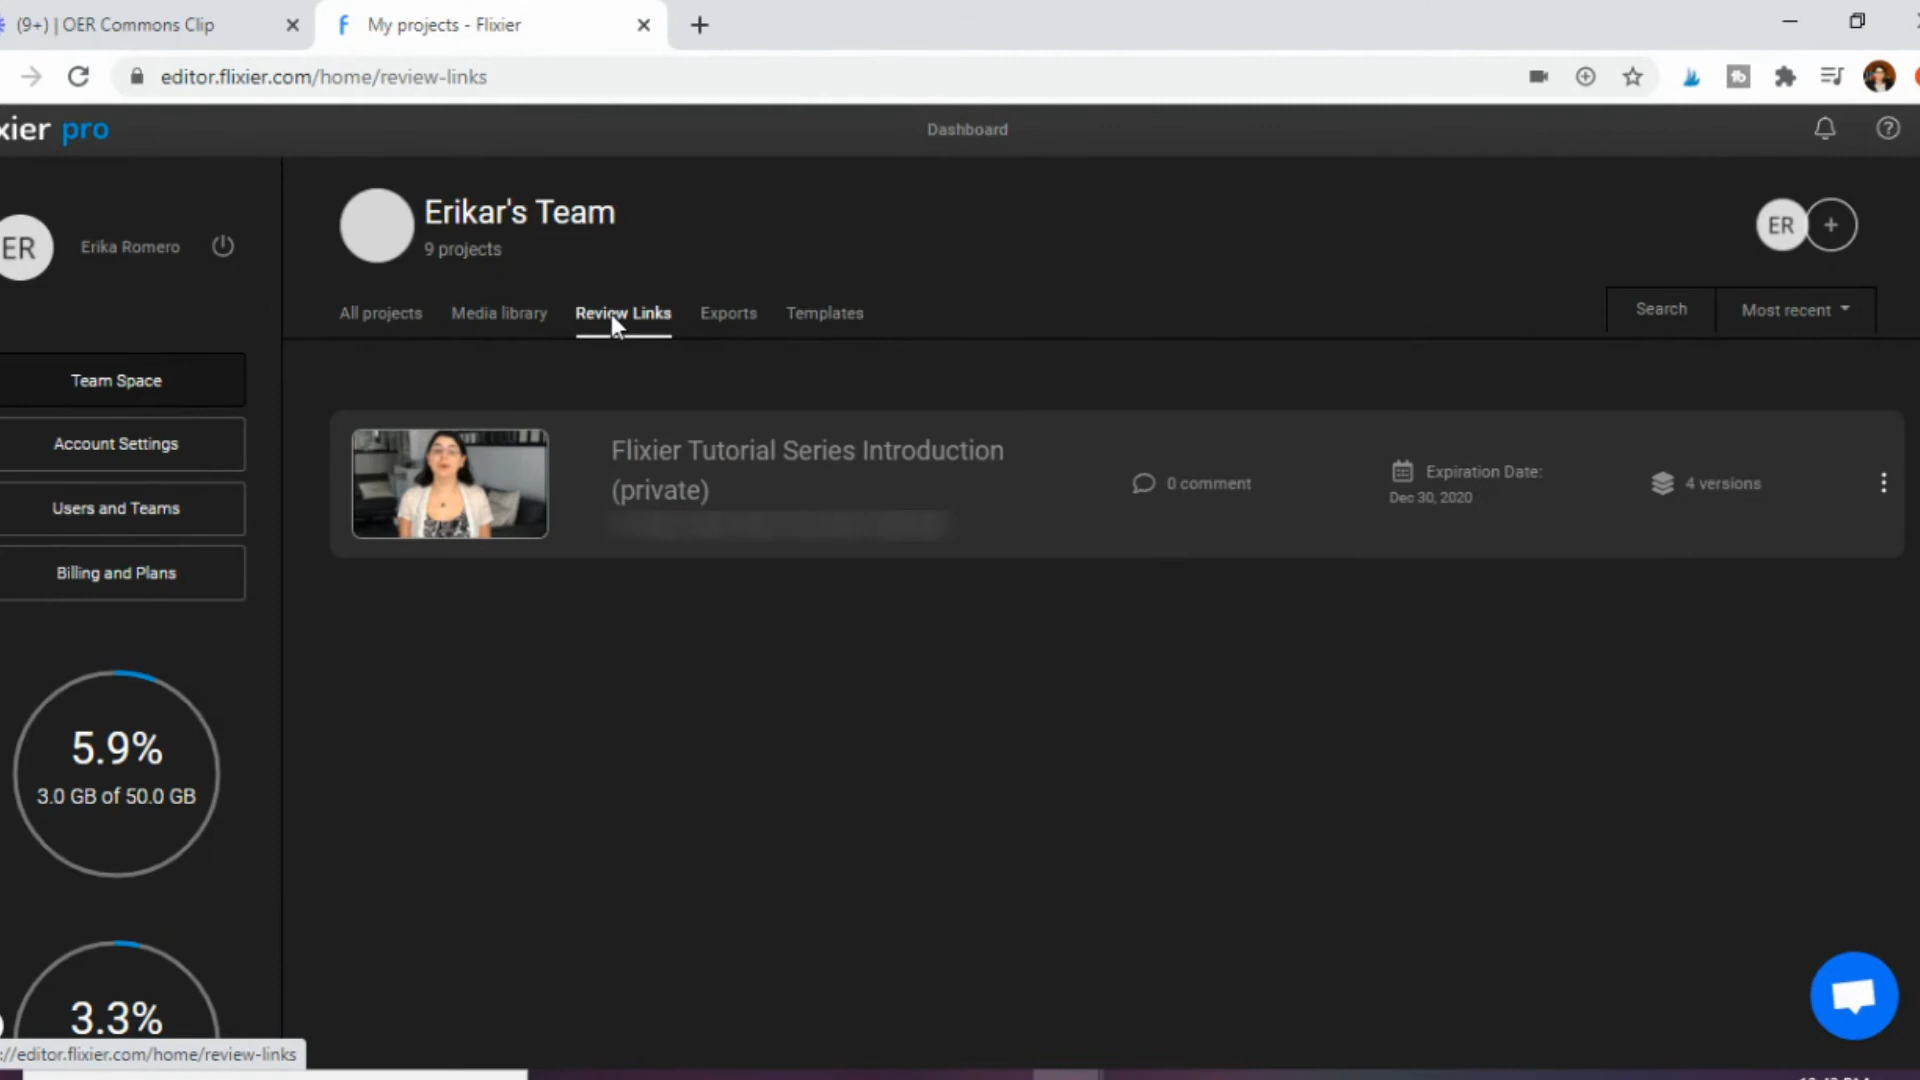 (9+) | OER Commons Clip
My projects - Flixier
editor.flixier.com/home/review-links
xier pro
Dashboard
ER
Erika Romero
Erikar's Team
9 projects
ER
+
All projects
Media library
Review Links
Exports
Templates
Search
Most recent
Team Space
Account Settings
Users and Teams
Billing and Plans
Flixier Tutorial Series Introduction
(private)
0 comment
Expiration Date:
Dec 30, 2020
4 versions
5.9%
3.0 GB of 50.0 GB
3.3%
://editor.flixier.com/home/review-links